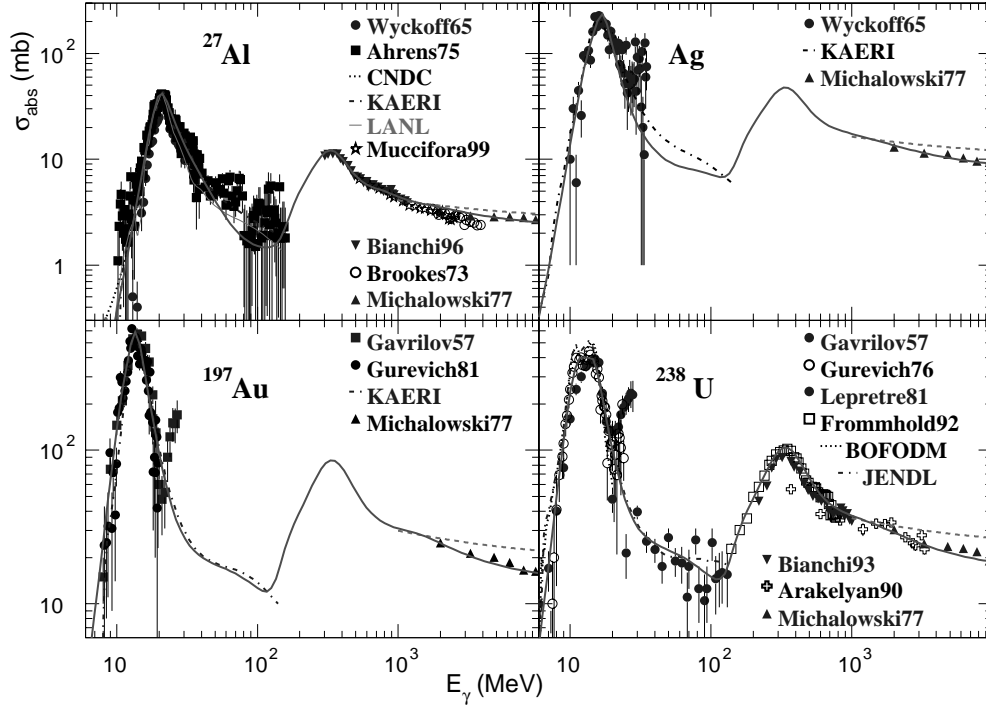 σabs (mb)
10²
10
1
²⁷Al
Wyckoff65
Ahrens75
CNDC
KAERI
LANL
Muccifora99
Bianchi96
Brookes73
Michalowski77
Ag
Wyckoff65
KAERI
Michalowski77
10²
10
¹⁹⁷Au
Gavrilov57
Gurevich81
KAERI
Michalowski77
²³⁸U
Gavrilov57
Gurevich76
Lepretre81
Frommhold92
BOFODM
JENDL
Bianchi93
Arakelyan90
Michalowski77
10 10² 10³ 10 10² 10³
Eγ (MeV)